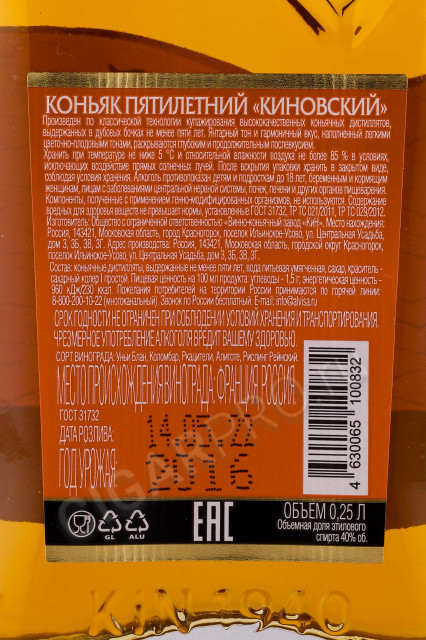 КОНЬЯК ПЯТИЛЕТНИЙ «КИНОВСКИЙ»
Произведен по классической технологии купажирования высококачественных коньячных дистиллятов,
выдержанных в дубовых бочках не менее пяти лет. Янтарный тон и гармоничный вкус, наполненный легкими
цветочно-плодовыми тонами, раскрываются глубоким и продолжительным послевкусием.
Хранить при температуре не ниже 5 °С и относительной влажности воздуха не более 85 % в условиях,
исключающих воздействие прямых солнечных лучей. После вскрытия упаковки хранить в закрытом виде,
соблюдая условия хранения. Алкоголь противопоказан детям и подросткам до 18 лет, беременным и кормящим
женщинам, лицам с заболеваниями центральной нервной системы, почек, печени и других органов пищеварения.
Компоненты, полученные с применением генно-модифицированных организмов, не используются. Содержание
вредных для здоровья веществ не превышает норму, установленные ГОСТ 31732, ТР ТС 021/2011, ТР ТС 029/2012.
Изготовитель: Общество с ограниченной ответственностью «Винно-коньячный завод «КиН». Место нахождения:
Россия, 143421, Московская область, город Красногорск, поселок Ильинское-Усово, ул. Центральная Усадьба,
дом 3, 3Б, 3В, 3Г. Адрес производства: Россия, 143421, Московская область, городской округ Красногорск,
поселок Ильинское-Усово, ул. Центральная Усадьба, дом 3, 3Б, 3В, 3Г.
Состав: коньячные дистилляты, выдержанные не менее пяти лет, вода питьевая умягченная, сахар, краситель -
сахарный колер I простой. Пищевая ценность на 100 мл продукта: углеводы - 1,5 г; энергетическая ценность -
960 кДж/230 ккал. Пожелания потребителей на территории России принимаются по горячей линии:
8-800-200-10-22 (многоканальный). Звонок по России бесплатный. E-mail: info@alvisa.ru
СРОК ГОДНОСТИ НЕ ОГРАНИЧЕН ПРИ СОБЛЮДЕНИИ УСЛОВИЙ ХРАНЕНИЯ И ТРАНСПОРТИРОВАНИЯ.
ЧРЕЗМЕРНОЕ УПОТРЕБЛЕНИЕ АЛКОГОЛЯ ВРЕДИТ ВАШЕМУ ЗДОРОВЬЮ.
СОРТ ВИНОГРАДА: Уньи Блан, Коломбар, Ркацители, Алиготе, Рислинг Рейнский.
МЕСТО ПРОИСХОЖДЕНИЯ ВИНОГРАДА: ФРАНЦИЯ, РОССИЯ.
ГОСТ 31732
ДАТА РОЗЛИВА: 14.05.21
ГОД УРОЖАЯ: 2016
4 630065 100832
GL ALU
EAC
ОБЪЕМ 0,25 Л
Объемная доля этилового
спирта 40% об.
KiN 1940